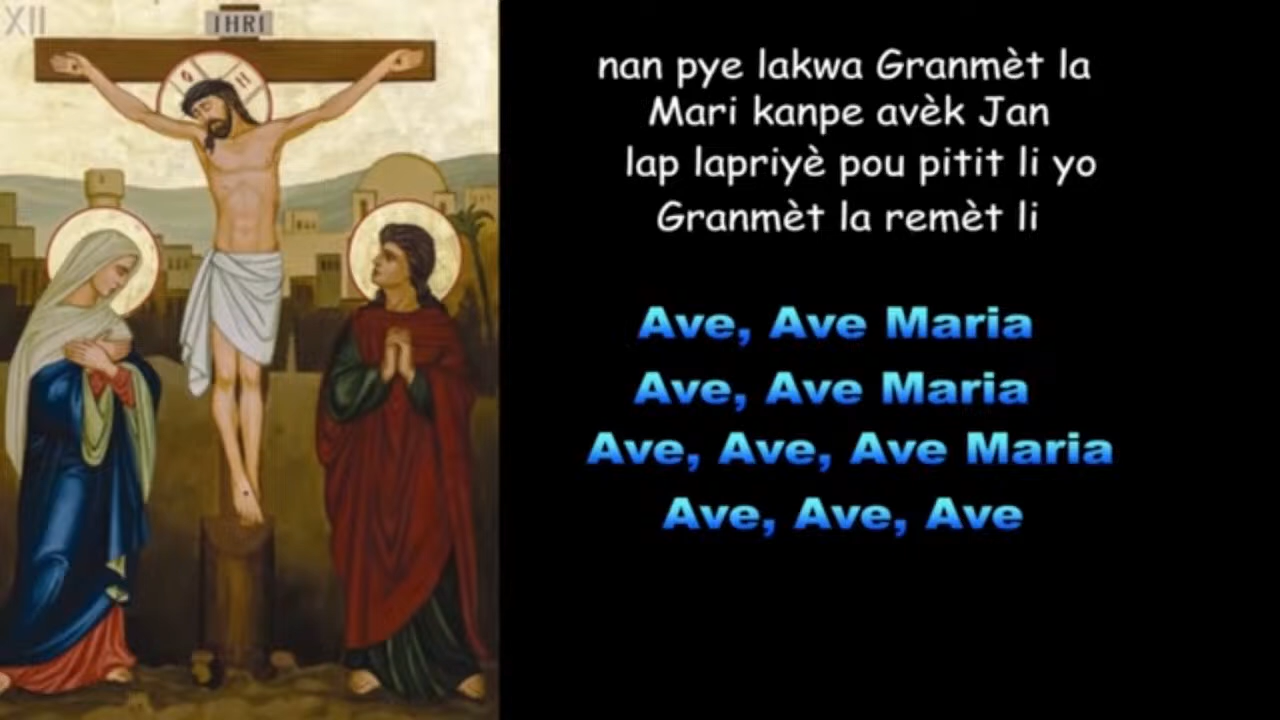 XII
IHRI
nan pye lakwa Granmèt la
Mari kanpe avèk Jan
lap lapriyè pou pitit li yo
Granmèt la remèt li
Ave, Ave Maria
Ave, Ave Maria
Ave, Ave, Ave Maria
Ave, Ave, Ave